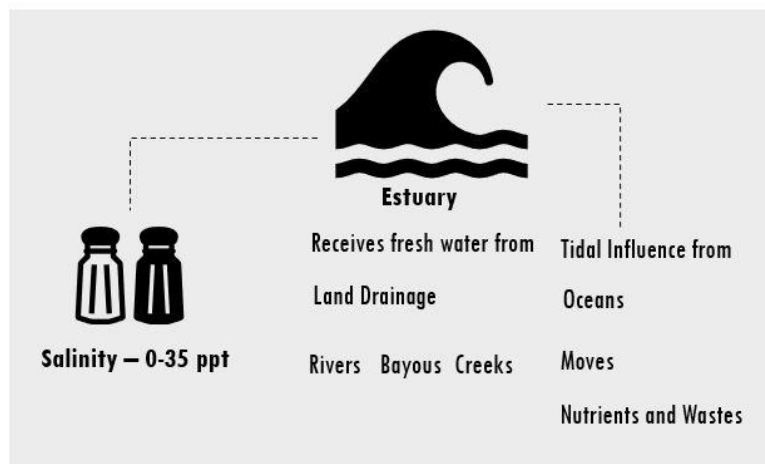 Estuary
Salinity – 0-35 ppt
Receives fresh water from
Land Drainage
Rivers Bayous Creeks
Tidal Influence from
Oceans
Moves
Nutrients and Wastes